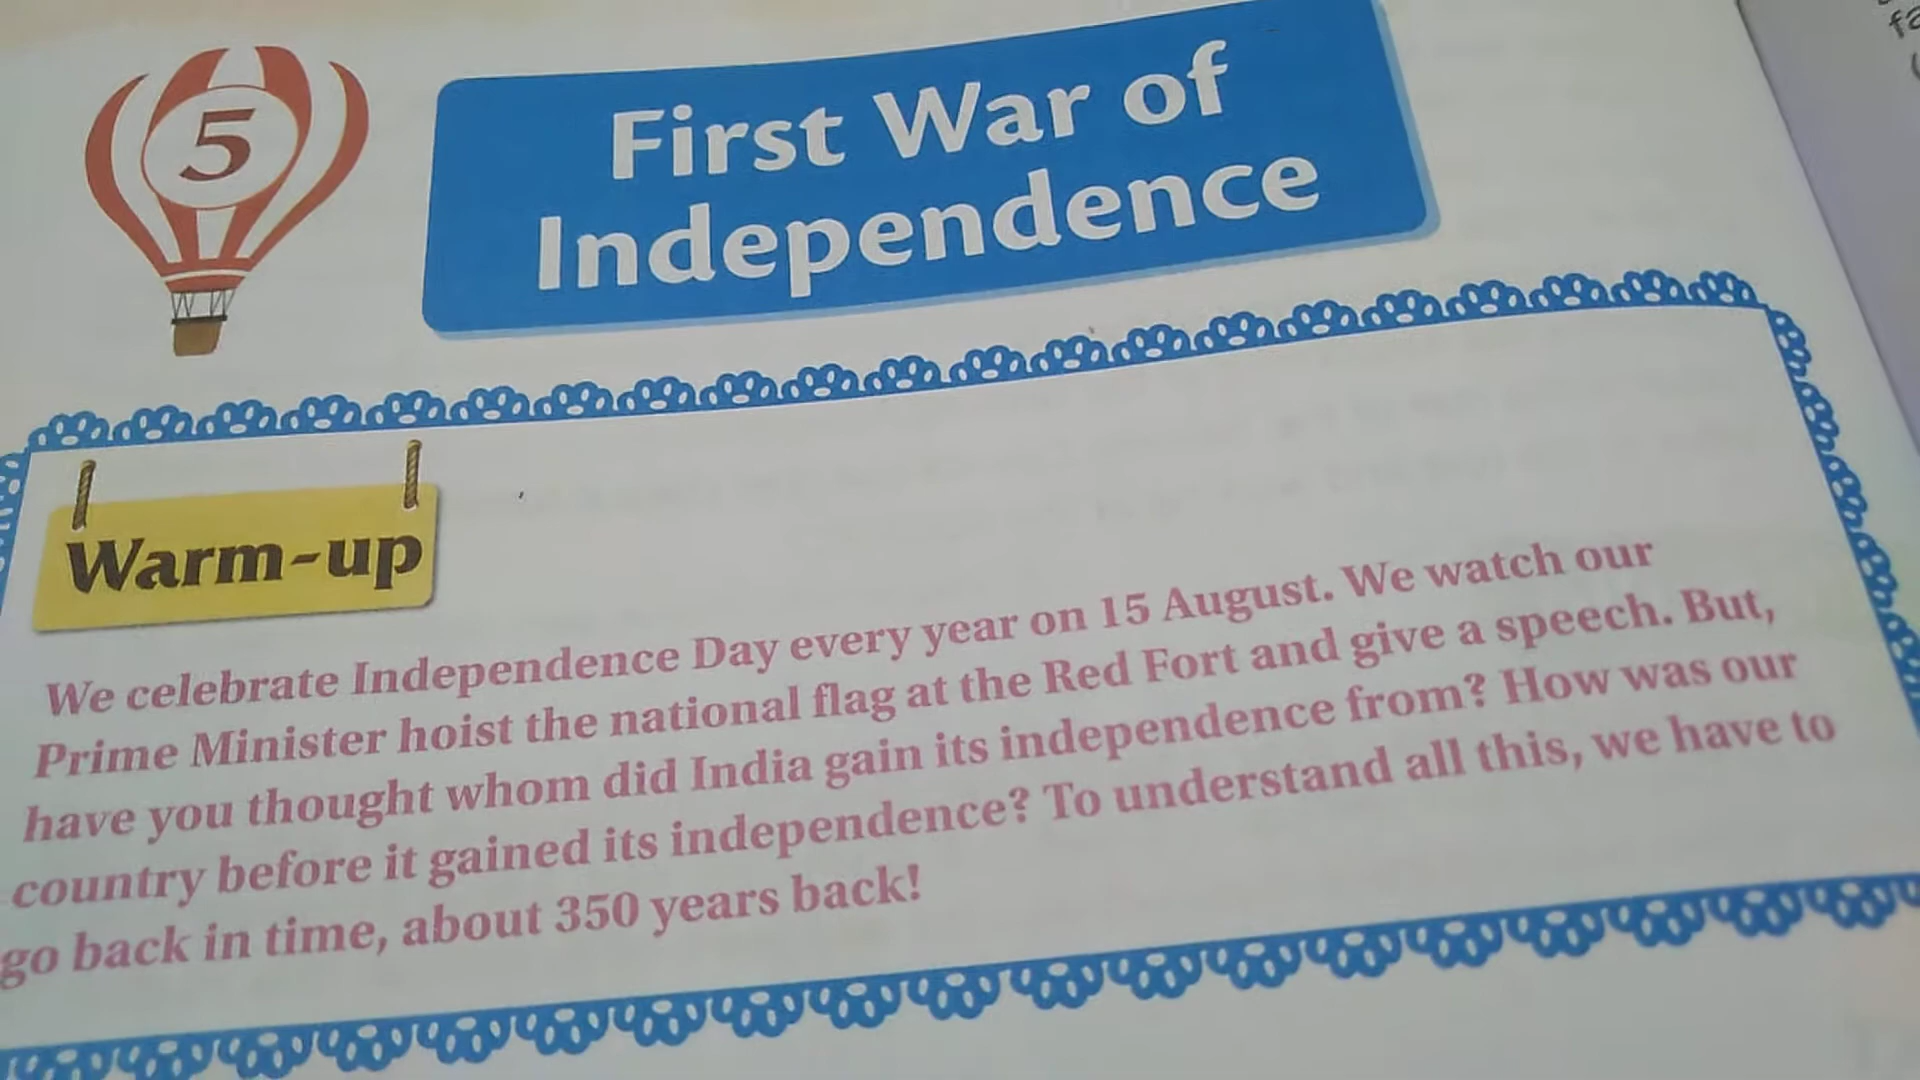 5
First War of
Independence
Warm-up
We celebrate Independence Day every year on 15 August. We watch our
Prime Minister hoist the national flag at the Red Fort and give a speech. But,
have you thought whom did India gain its independence from? How was our
country before it gained its independence? To understand all this, we have to
go back in time, about 350 years back!